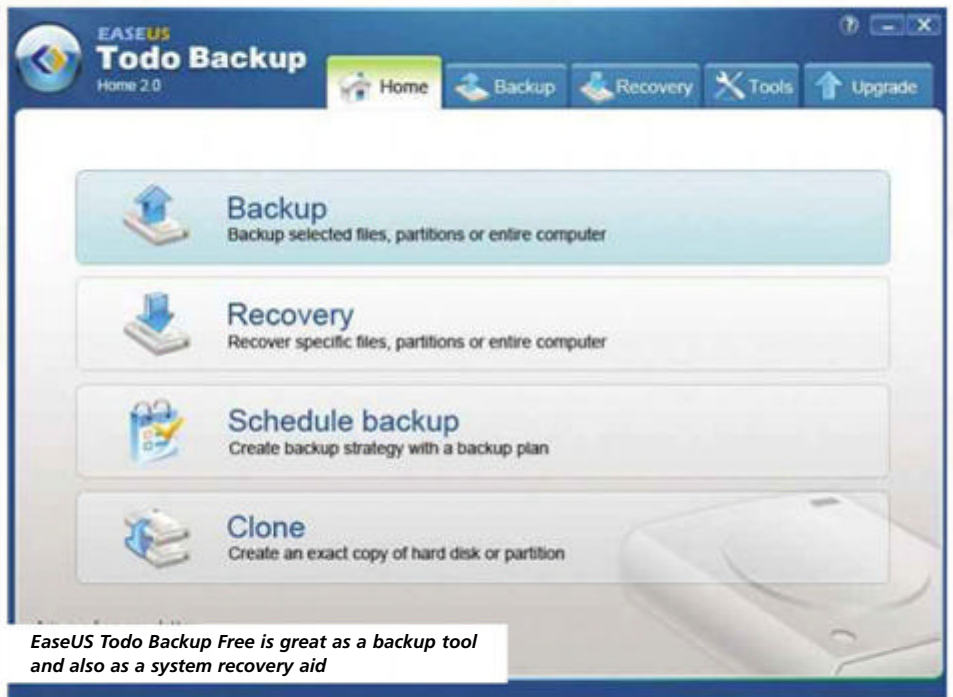 EASEUS
Todo Backup
Home 2.0
Home
Backup
Recovery
Tools
Upgrade
Backup
Backup selected files, partitions or entire computer
Recovery
Recover specific files, partitions or entire computer
Schedule backup
Create backup strategy with a backup plan
Clone
Create an exact copy of hard disk or partition
EaseUS Todo Backup Free is great as a backup tool
and also as a system recovery aid